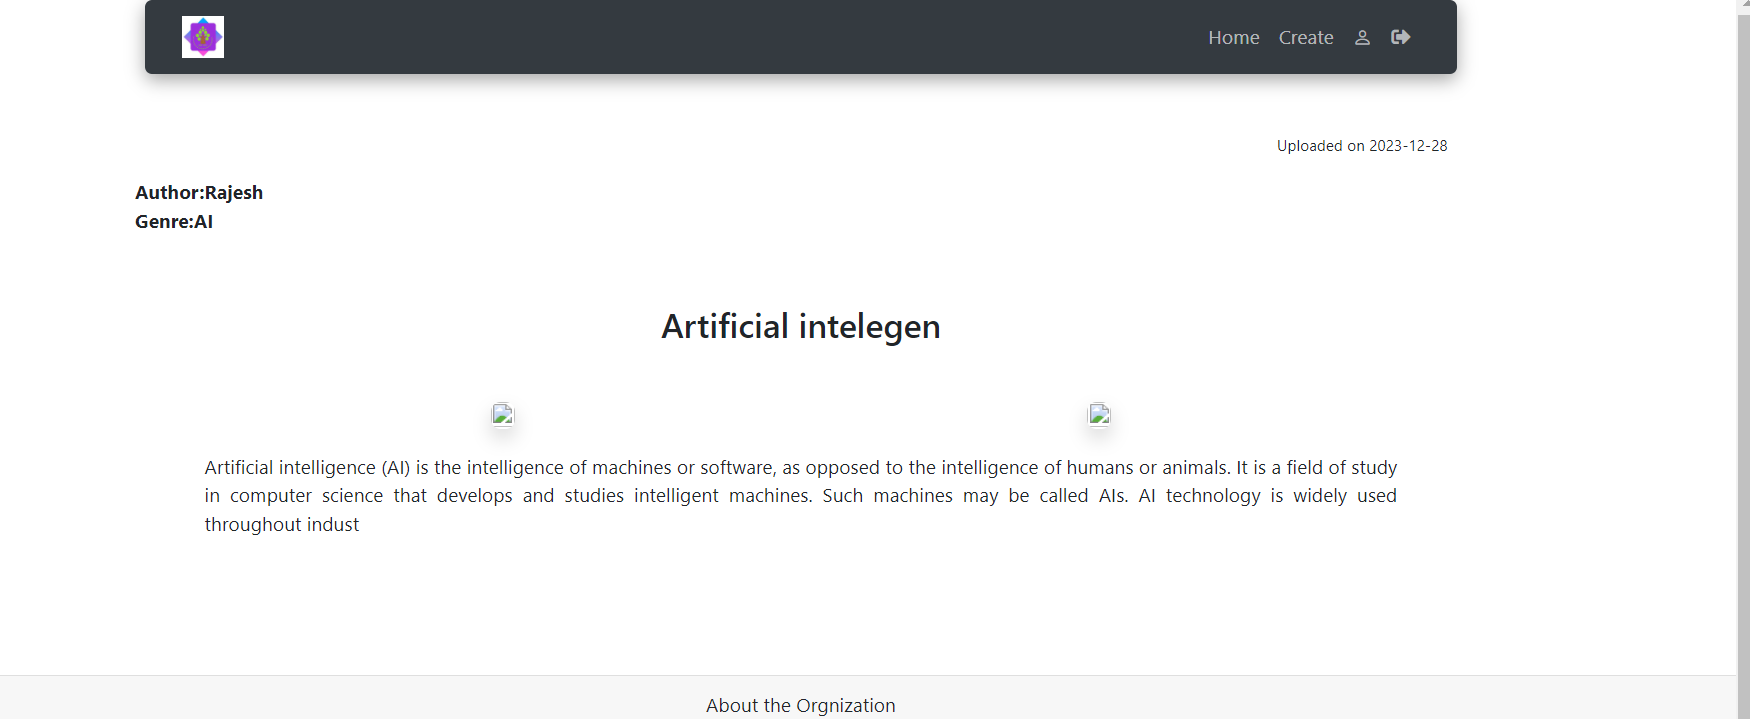 Home Create
Uploaded on 2023-12-28
Author:Rajesh
Genre:AI
Artificial intelegen
Artificial intelligence (AI) is the intelligence of machines or software, as opposed to the intelligence of humans or animals. It is a field of study
in computer science that develops and studies intelligent machines. Such machines may be called AIs. AI technology is widely used
throughout indust
About the Orgnization